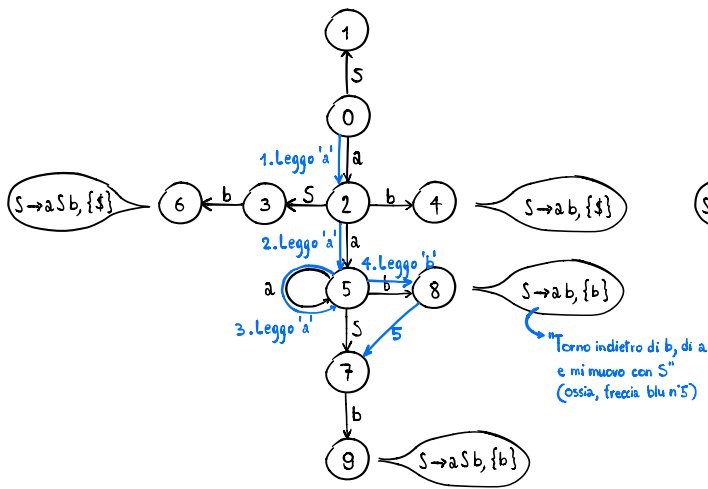 1
S
0
1.Leggo 'a'
a
S→aSb, {$}
6
b
3
S
2
b
4
S→ab, {$}
2.Leggo 'a'
a
4.Leggo 'b'
a
5
b
8
S→ab, {b}
3.Leggo 'a'
S
5
"Torno indietro di b, di a
e mi muovo con S"
(ossia, freccia blu n°5)
7
b
9
S→aSb, {b}